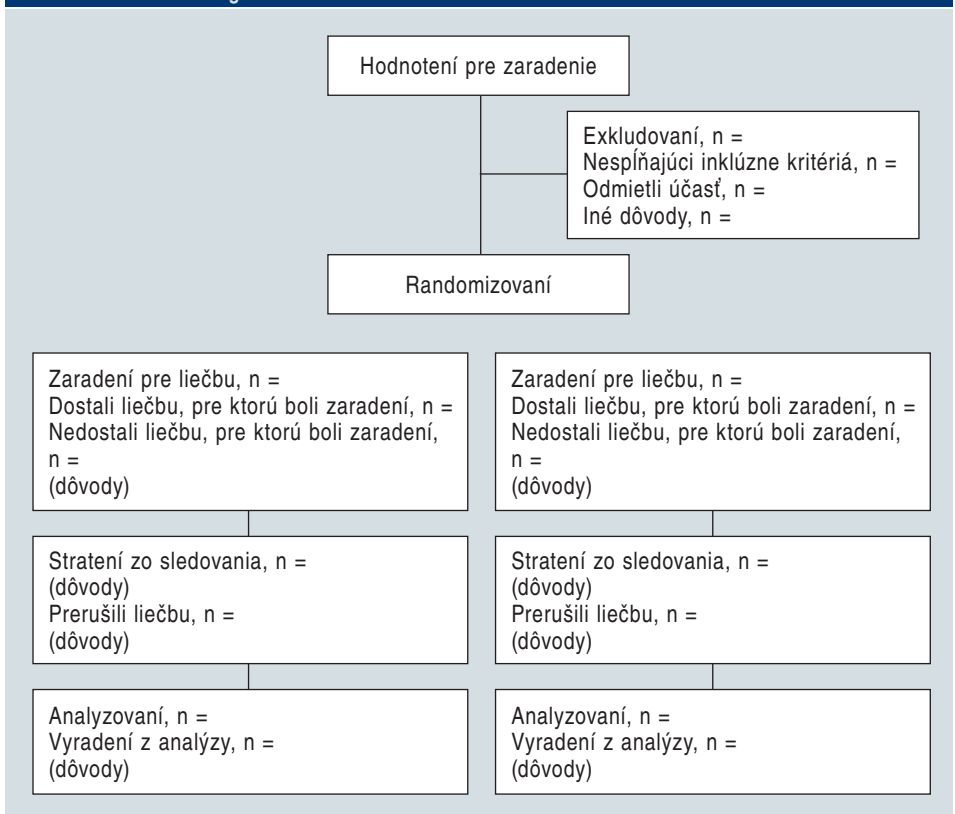 Hodnotení pre zaradenie
Exkludovaní, n =
Nespĺňajúci inklúzne kritériá, n =
Odmietli účasť, n =
Iné dôvody, n =
Randomizovaní
Zaradení pre liečbu, n =
Dostali liečbu, pre ktorú boli zaradení, n =
Nedostali liečbu, pre ktorú boli zaradení,
n =
(dôvody)
Zaradení pre liečbu, n =
Dostali liečbu, pre ktorú boli zaradení, n =
Nedostali liečbu, pre ktorú boli zaradení,
n =
(dôvody)
Stratení zo sledovania, n =
(dôvody)
Prerušili liečbu, n =
(dôvody)
Stratení zo sledovania, n =
(dôvody)
Prerušili liečbu, n =
(dôvody)
Analyzovaní, n =
Vyradení z analýzy, n =
(dôvody)
Analyzovaní, n =
Vyradení z analýzy, n =
(dôvody)